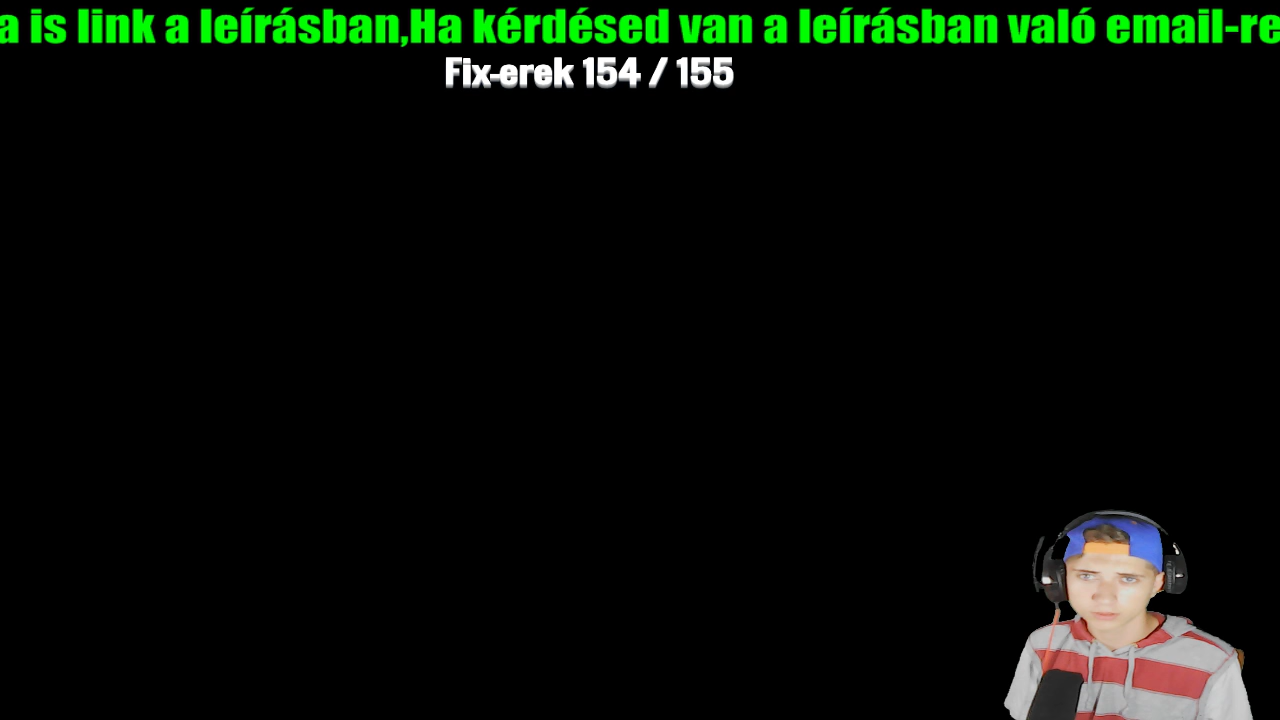 a is link a leírásban,Ha kérdésed van a leírásban való email-re
Fix-erek 154 / 155